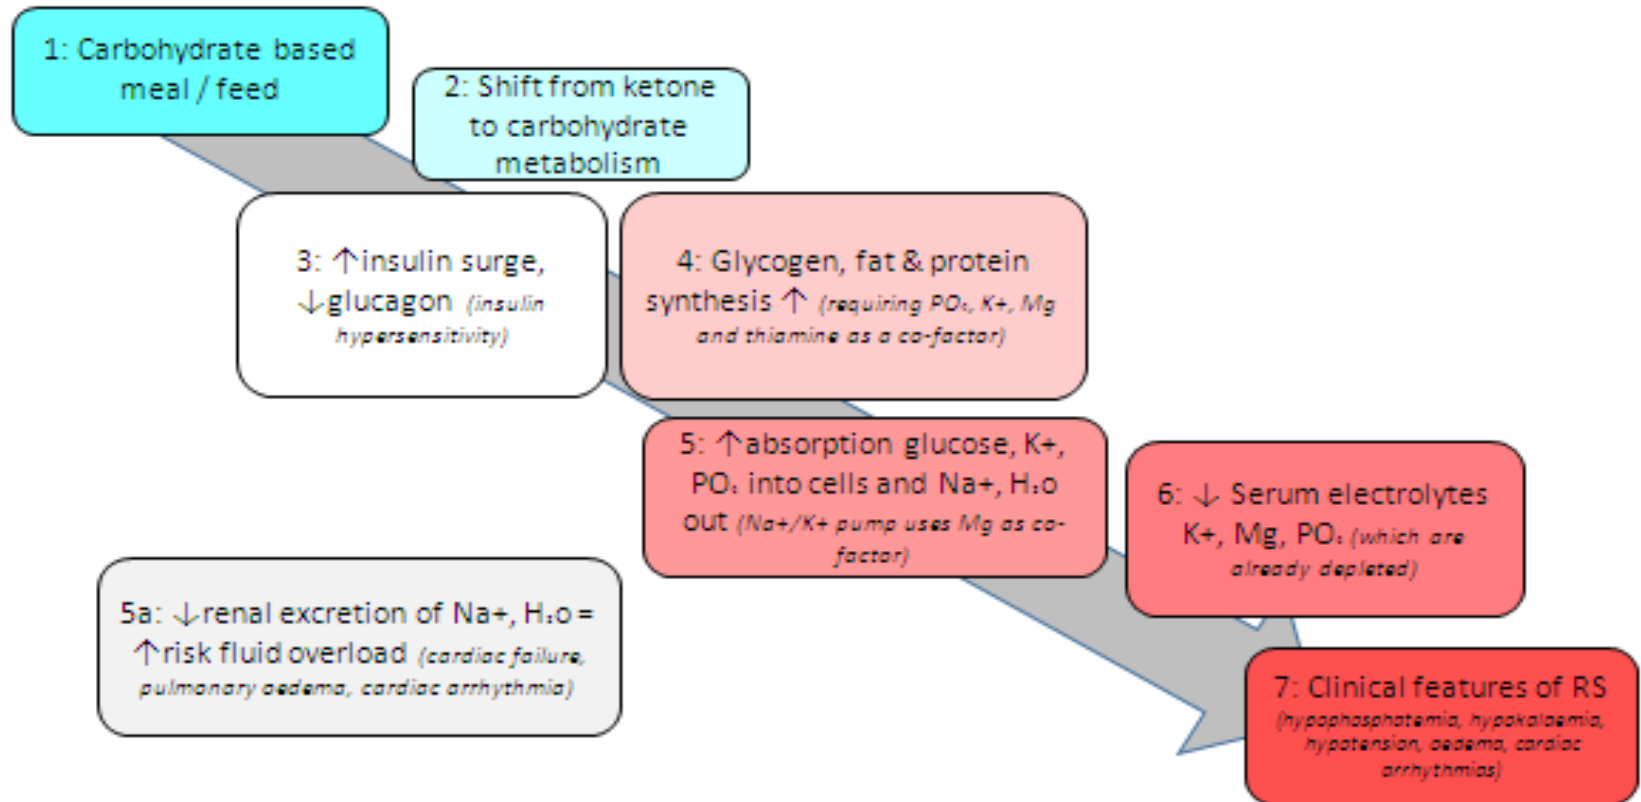 1: Carbohydrate based
meal / feed
2: Shift from ketone
to carbohydrate
metabolism
3: ↑insulin surge,
↓glucagon (insulin
hypersensitivity)
4: Glycogen, fat & protein
synthesis ↑ (requiring PO₄, K+, Mg
and thiamine as a co-factor)
5: ↑absorption glucose, K+,
PO₄ into cells and Na+, H₂o
out (Na+/K+ pump uses Mg as co-
factor)
5a: ↓renal excretion of Na+, H₂o =
↑risk fluid overload (cardiac failure,
pulmonary oedema, cardiac arrhythmia)
6: ↓ Serum electrolytes
K+, Mg, PO₄ (which are
already depleted)
7: Clinical features of RS
(hypophosphatemia, hypokalaemia,
hypotension, oedema, cardiac
arrhythmias)